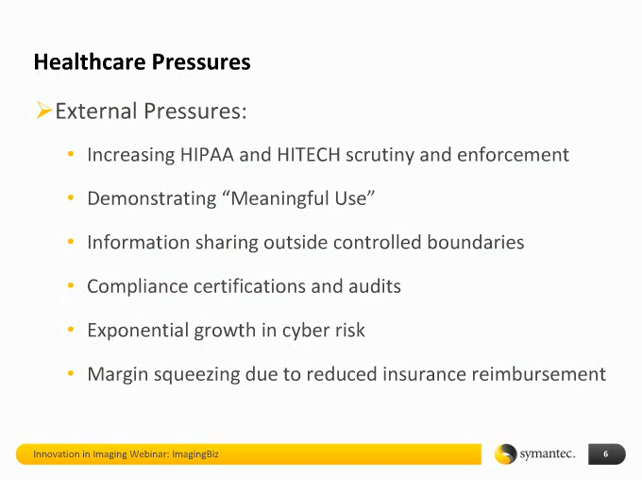 Healthcare Pressures
External Pressures:
• Increasing HIPAA and HITECH scrutiny and enforcement
• Demonstrating “Meaningful Use”
• Information sharing outside controlled boundaries
• Compliance certifications and audits
• Exponential growth in cyber risk
• Margin squeezing due to reduced insurance reimbursement
Innovation in Imaging Webinar: ImagingBiz
symantec.
6